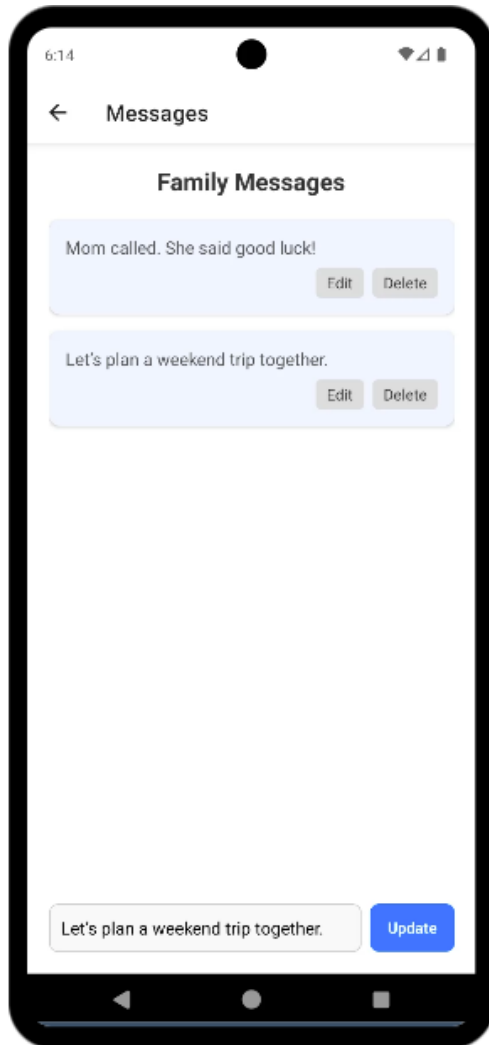 6:14
Messages
Family Messages
Mom called. She said good luck!
Edit Delete
Let's plan a weekend trip together.
Edit Delete
Let's plan a weekend trip together. Update